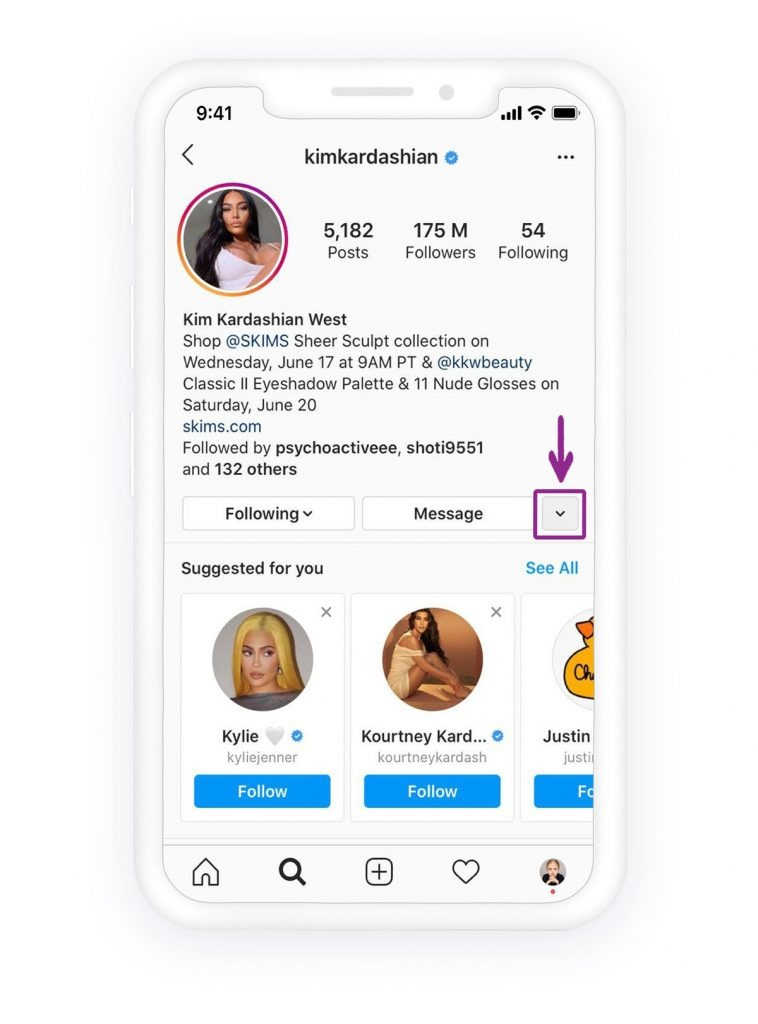 9:41
kimkardashian
5,182 175 M 54
Posts Followers Following
Kim Kardashian West
Shop @SKIMS Sheer Sculpt collection on
Wednesday, June 17 at 9AM PT & @kkwbeauty
Classic II Eyeshadow Palette & 11 Nude Glosses on
Saturday, June 20
skims.com
Followed by psychoactiveee, shoti9551
and 132 others
Following Message
Suggested for you See All
Ch
Kylie 🤍 Kourtney Kard... Justin
kyliejenner kourtneykardash justi
Follow Follow Fo